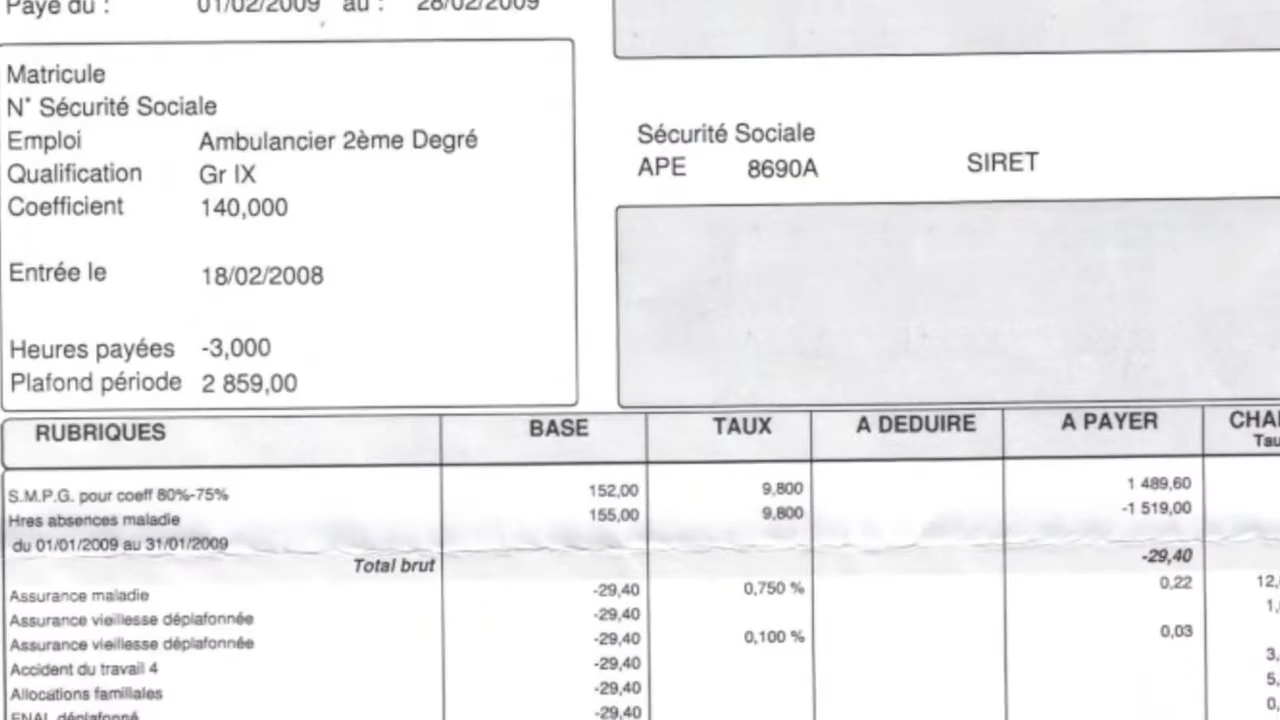 Paye du : 01/02/2009 au : 28/02/2009
Matricule
N° Sécurité Sociale
Emploi Ambulancier 2ème Degré
Qualification Gr IX
Coefficient 140,000
Entrée le 18/02/2008
Heures payées -3,000
Plafond période 2 859,00
Sécurité Sociale
APE 8690A SIRET
RUBRIQUES BASE TAUX A DEDUIRE A PAYER
S.M.P.G. pour coeff 80%-75% 152,00 9,800 1 489,60
Hres absences maladie 155,00 9,800 -1 519,00
du 01/01/2009 au 31/01/2009
Total brut -29,40
Assurance maladie -29,40 0,750 % 0,22 12,
Assurance vieillesse déplafonnée -29,40 1,
Assurance vieillesse déplafonnée -29,40 0,100 % 0,03
Accident du travail 4 -29,40 3,
Allocations familiales -29,40 5,
FNAL déplafonné -29,40 0,